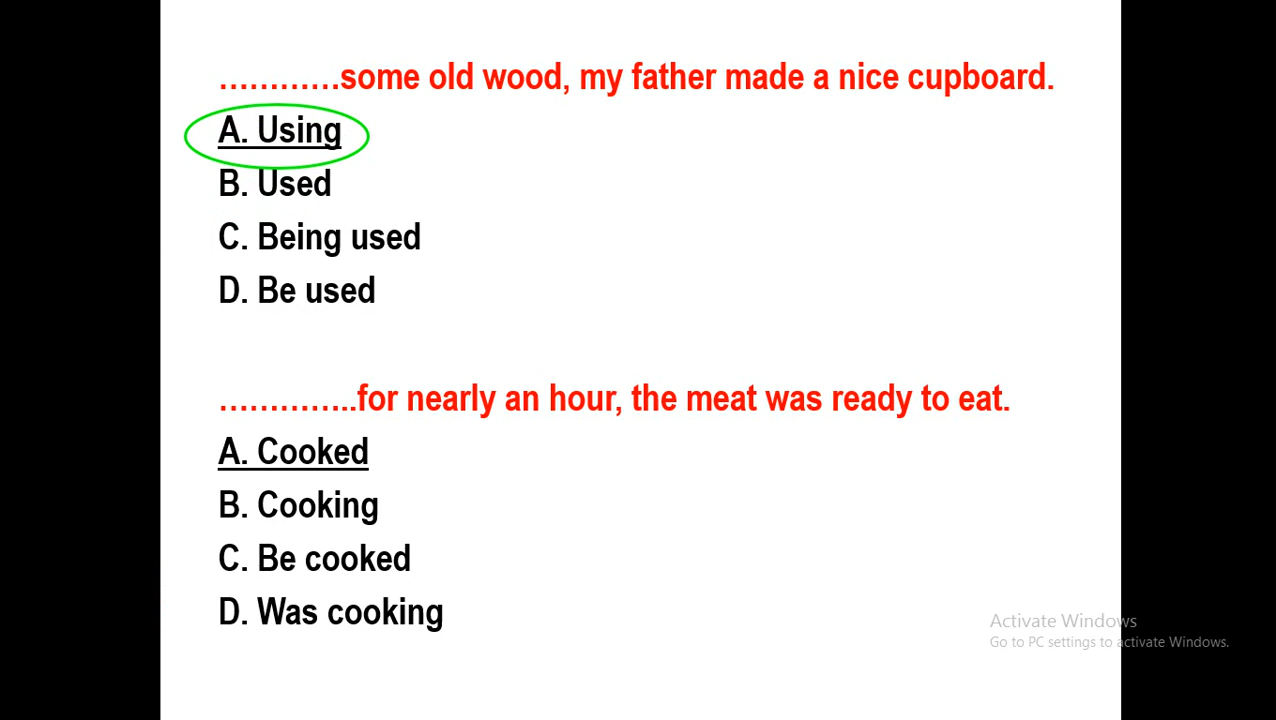 …………some old wood, my father made a nice cupboard.
A. Using
B. Used
C. Being used
D. Be used
…………..for nearly an hour, the meat was ready to eat.
A. Cooked
B. Cooking
C. Be cooked
D. Was cooking
Activate Windows
Go to PC settings to activate Windows.